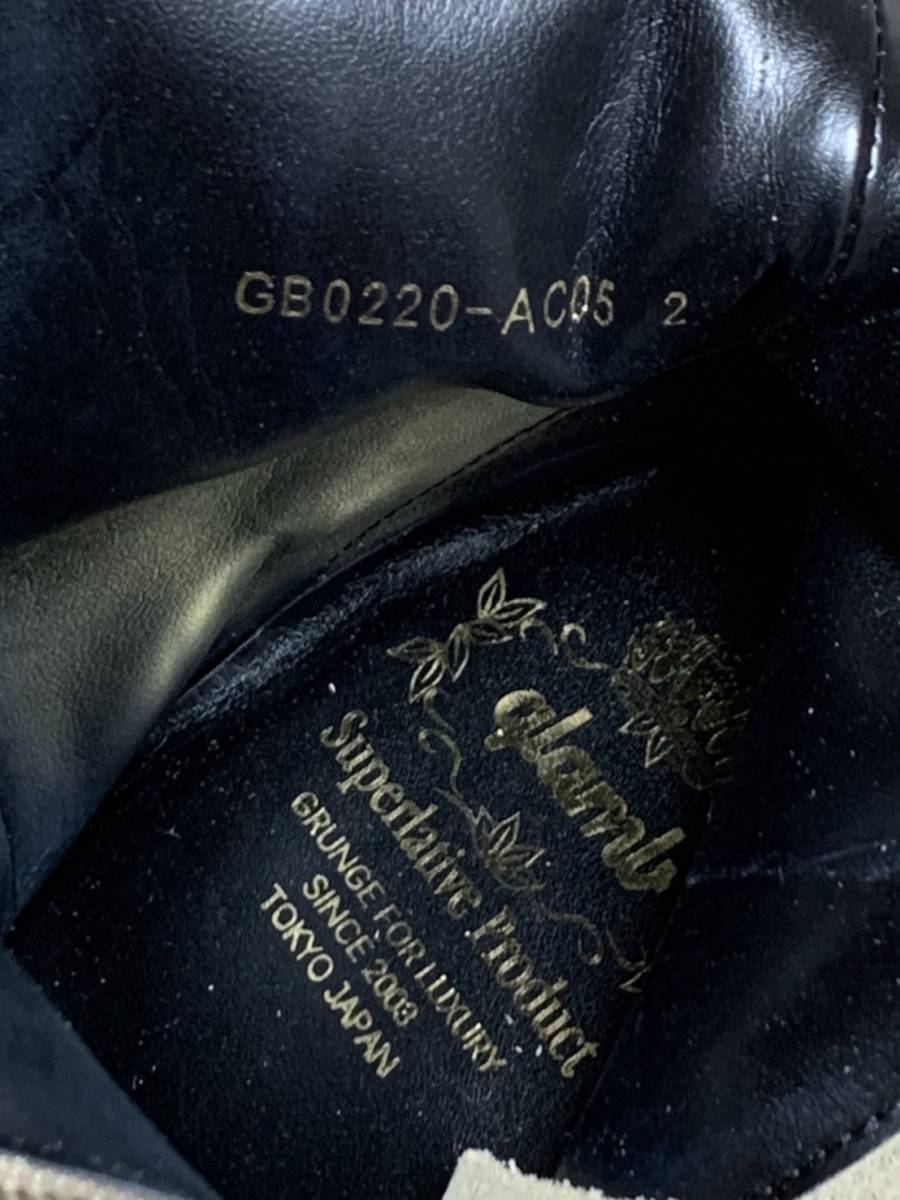 GB0220-AC05 2
glamb
Superlative Product
GRUNGE FOR LUXURY
SINCE 2003
TOKYO JAPAN